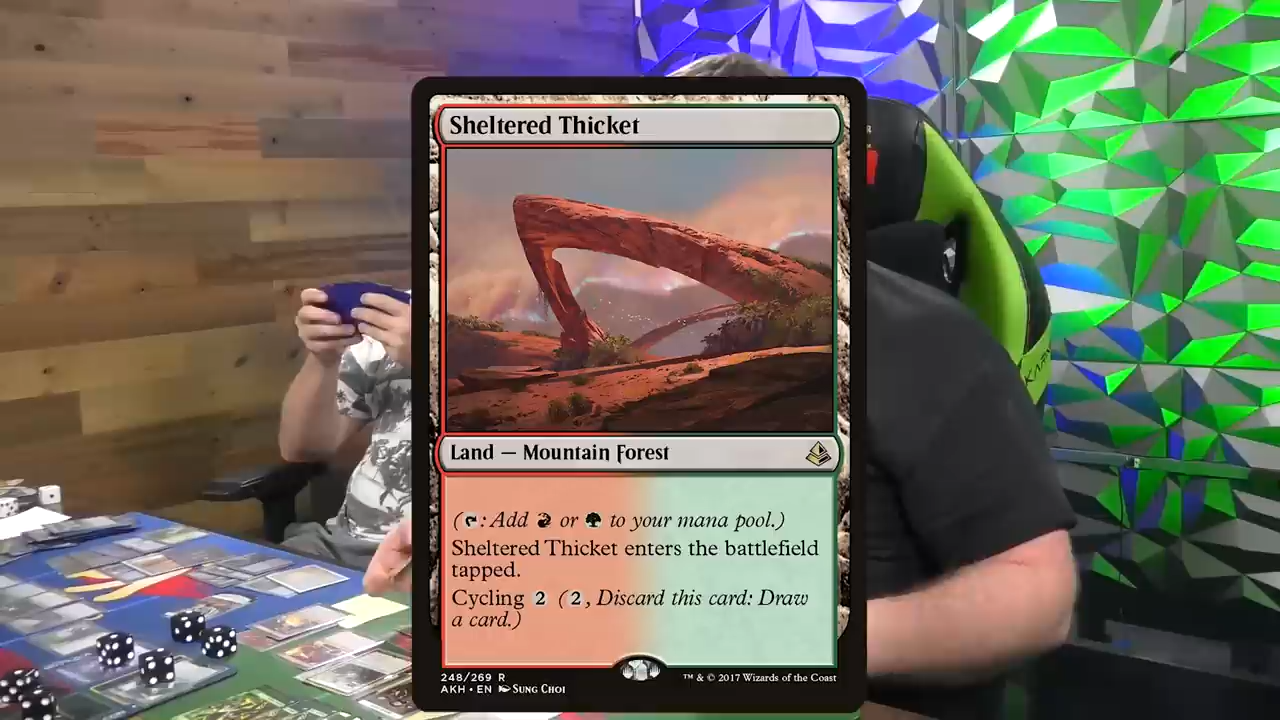 Sheltered Thicket
Land — Mountain Forest
( : Add or to your mana pool.)
Sheltered Thicket enters the battlefield
tapped.
Cycling 2 (2, Discard this card: Draw
a card.)
248/269 R
AKH • EN Sung Choi
™ & © 2017 Wizards of the Coast